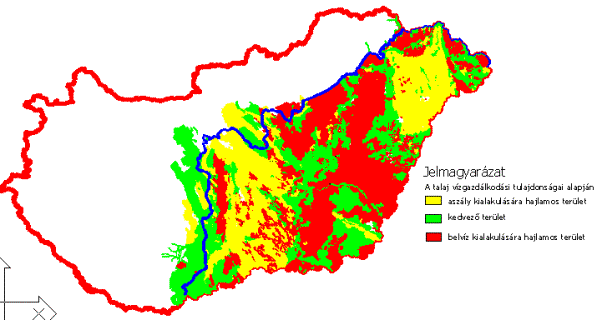 Jelmagyarázat
A talaj vízgazdálkodási tulajdonságai alapján
aszály kialakulására hajlamos terület
kedvező terület
belvíz kialakulására hajlamos terület
X